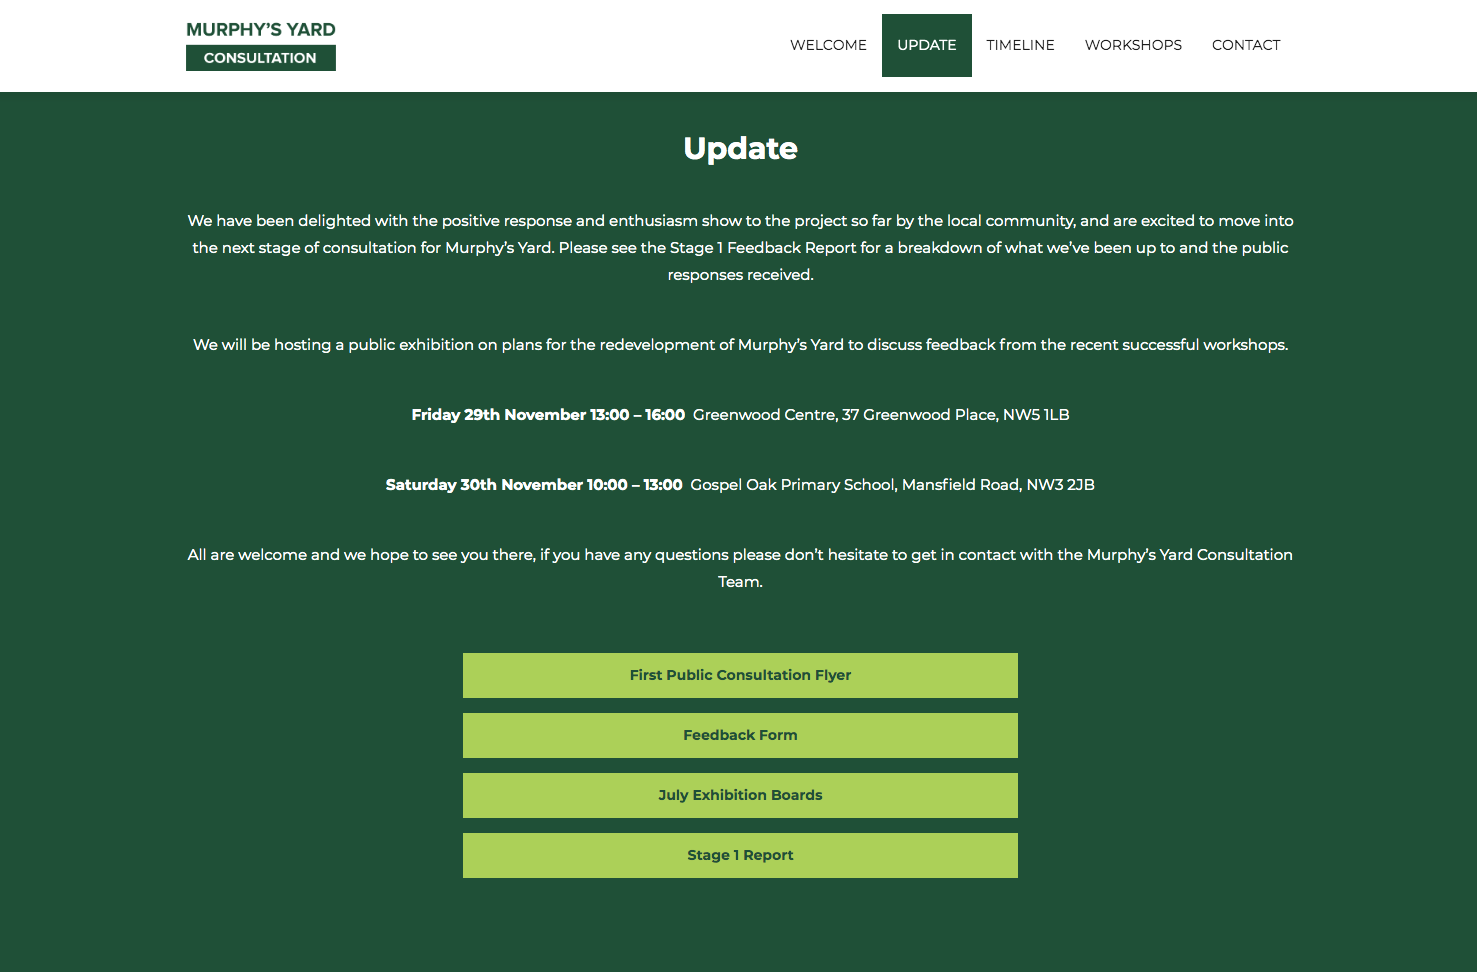 MURPHY'S YARD
CONSULTATION
WELCOME UPDATE TIMELINE WORKSHOPS CONTACT
Update
We have been delighted with the positive response and enthusiasm show to the project so far by the local community, and are excited to move into
the next stage of consultation for Murphy’s Yard. Please see the Stage 1 Feedback Report for a breakdown of what we’ve been up to and the public
responses received.
We will be hosting a public exhibition on plans for the redevelopment of Murphy’s Yard to discuss feedback from the recent successful workshops.
Friday 29th November 13:00 – 16:00 Greenwood Centre, 37 Greenwood Place, NW5 1LB
Saturday 30th November 10:00 – 13:00 Gospel Oak Primary School, Mansfield Road, NW3 2JB
All are welcome and we hope to see you there, if you have any questions please don’t hesitate to get in contact with the Murphy’s Yard Consultation
Team.
First Public Consultation Flyer
Feedback Form
July Exhibition Boards
Stage 1 Report